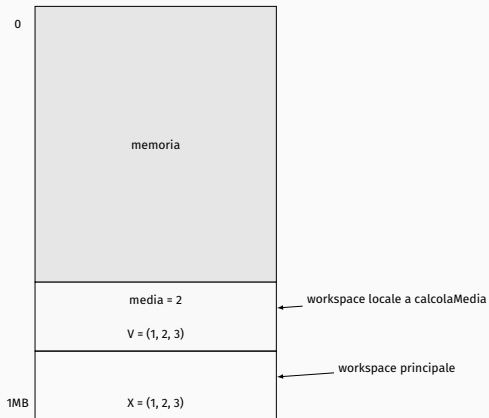 0
memoria
media = 2
workspace locale a calcolaMedia
V = (1, 2, 3)
workspace principale
1MB
X = (1, 2, 3)